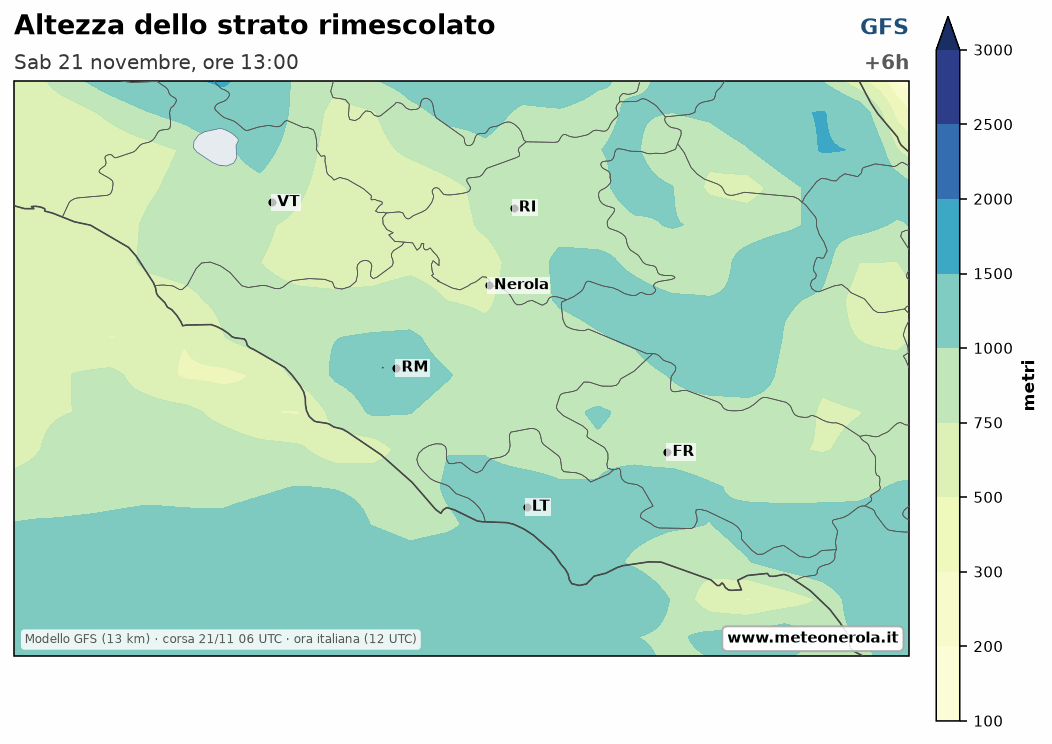 Altezza dello strato rimescolato
GFS
Sab 21 novembre, ore 13:00
+6h
3000
2500
2000
1500
1000
750
500
300
200
100
metri
VT
RI
Nerola
RM
FR
LT
Modello GFS (13 km) · corsa 21/11 06 UTC · ora italiana (12 UTC)
www.meteonerola.it